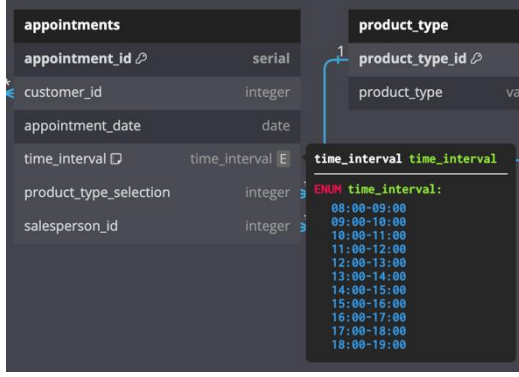 appointments
appointment_id serial
customer_id integer
appointment_date date
time_interval time_interval E
product_type_selection integer
salesperson_id integer
product_type
1 product_type_id
product_type va
time_interval time_interval
ENUM time_interval:
08:00-09:00
09:00-10:00
10:00-11:00
11:00-12:00
12:00-13:00
13:00-14:00
14:00-15:00
15:00-16:00
16:00-17:00
17:00-18:00
18:00-19:00